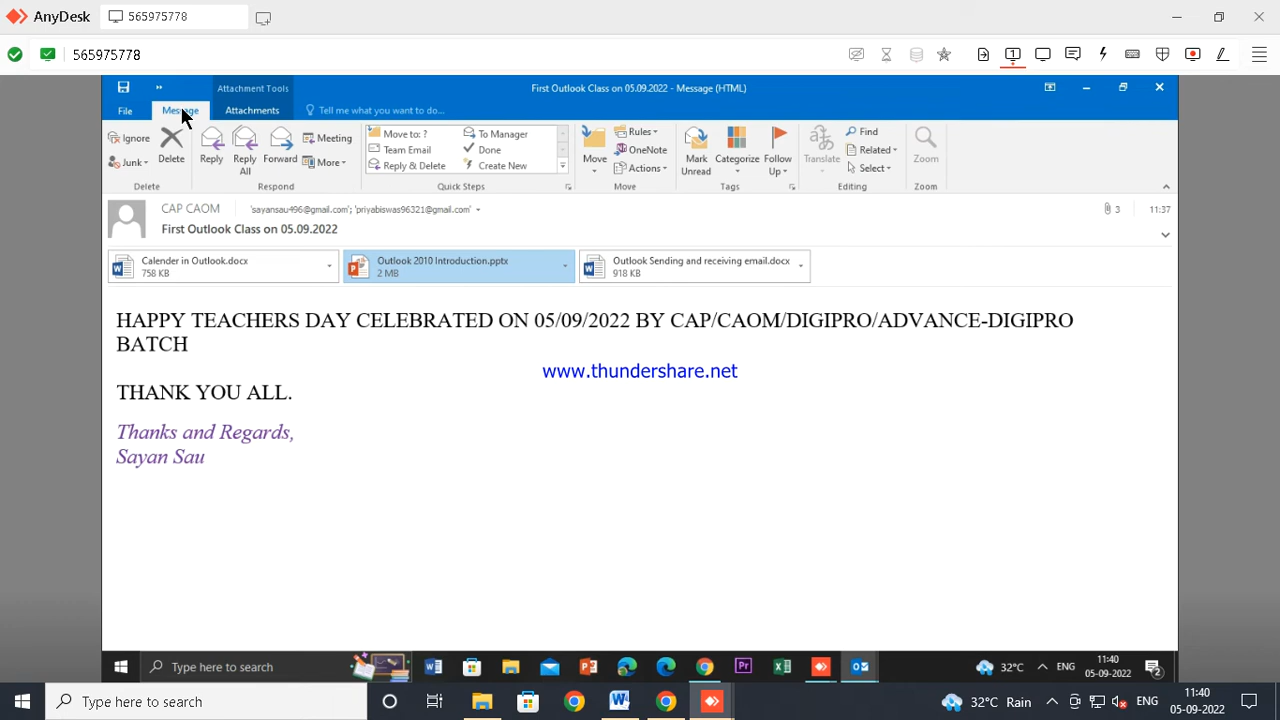 AnyDesk 565975778
565975778
Attachment Tools
First Outlook Class on 05.09.2022 - Message (HTML)
File Message Attachments Tell me what you want to do...
Ignore Junk Delete
Reply Reply All Forward Meeting More
Move to: ? To Manager
Team Email Done
Reply & Delete Create New
Move Rules OneNote Actions
Mark Unread Categorize Follow Up
Translate Find Related Select
Zoom
Delete Respond Quick Steps Move Tags Editing Zoom
CAP CAOM 'sayansau496@gmail.com'; 'priyabiswas96321@gmail.com' 3 11:37
First Outlook Class on 05.09.2022
Calender in Outlook.docx Outlook 2010 Introduction.pptx Outlook Sending and receiving email.docx
758 KB 2 MB 918 KB
HAPPY TEACHERS DAY CELEBRATED ON 05/09/2022 BY CAP/CAOM/DIGIPRO/ADVANCE-DIGIPRO
BATCH
www.thundershare.net
THANK YOU ALL.
Thanks and Regards,
Sayan Sau
Type here to search 32°C ENG 11:40
05-09-2022 2
Type here to search 32°C Rain ENG 11:40
05-09-2022